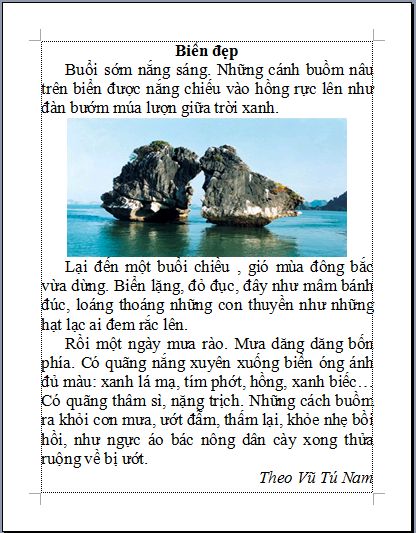 Biển đẹp
Buổi sớm nắng sáng. Những cánh buồm nâu
trên biển được nắng chiếu vào hồng rực lên như
đàn bướm múa lượn giữa trời xanh.
Lại đến một buổi chiều , gió mùa đông bắc
vừa dừng. Biển lặng, đỏ đục, đầy như mâm bánh
đúc, loáng thoáng những con thuyền như những
hạt lạc ai đem rắc lên.
Rồi một ngày mưa rào. Mưa dăng dăng bốn
phía. Có quãng nắng xuyên xuống biển óng ánh
đủ màu: xanh lá mạ, tím phớt, hồng, xanh biếc…
Có quãng thâm sì, nặng trịch. Những cách buồm
ra khỏi cơn mưa, ướt đẫm, thẫm lại, khỏe nhẹ bồi
hồi, như ngực áo bác nông dân cày xong thửa
ruộng về bị ướt.
Theo Vũ Tú Nam